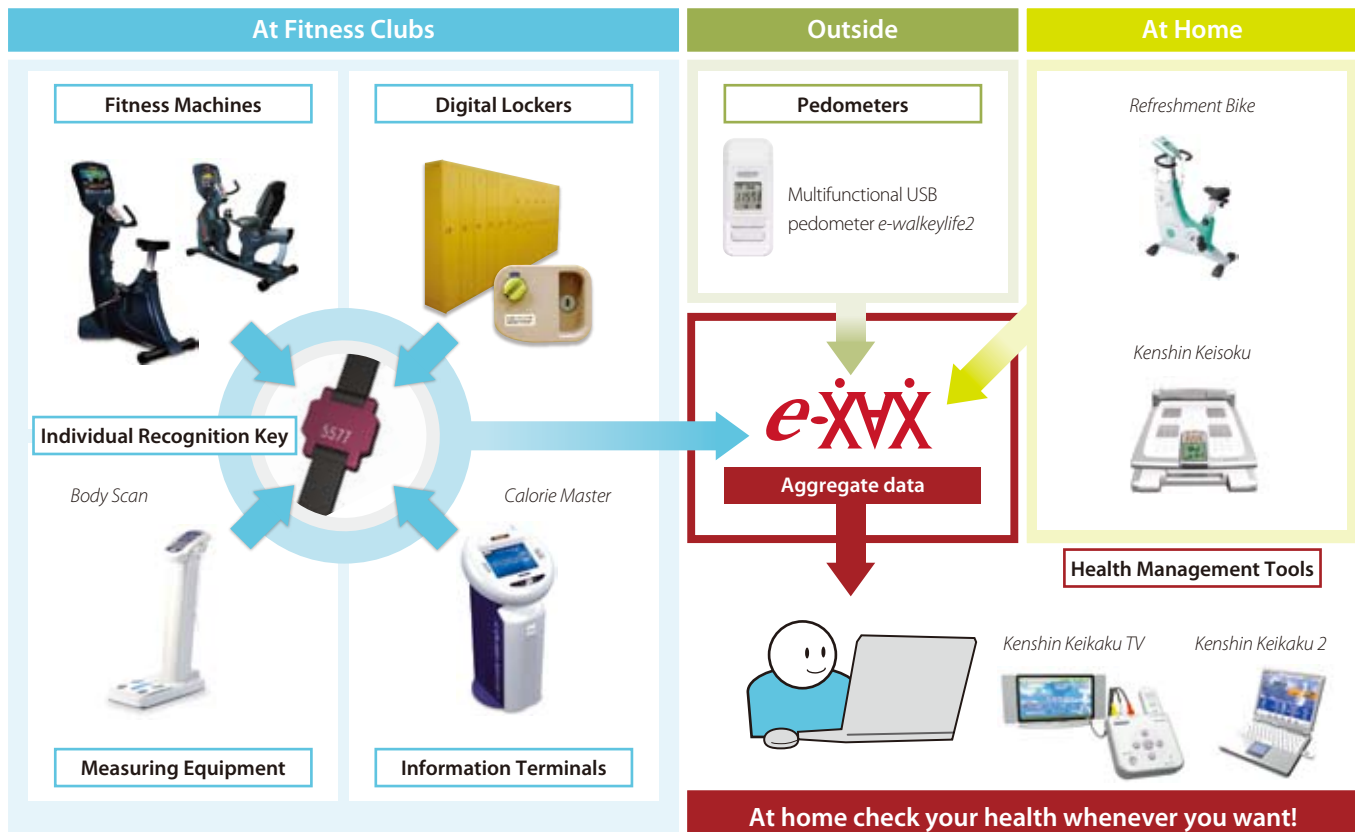 At Fitness Clubs
Outside
At Home
Fitness Machines
Digital Lockers
Pedometers
Refreshment Bike
Multifunctional USB
pedometer e-walkeylife2
Kenshin Keisoku
5577
Individual Recognition Key
Aggregate data
Body Scan
Calorie Master
Health Management Tools
Kenshin Keikaku TV
Kenshin Keikaku 2
Measuring Equipment
Information Terminals
At home check your health whenever you want!